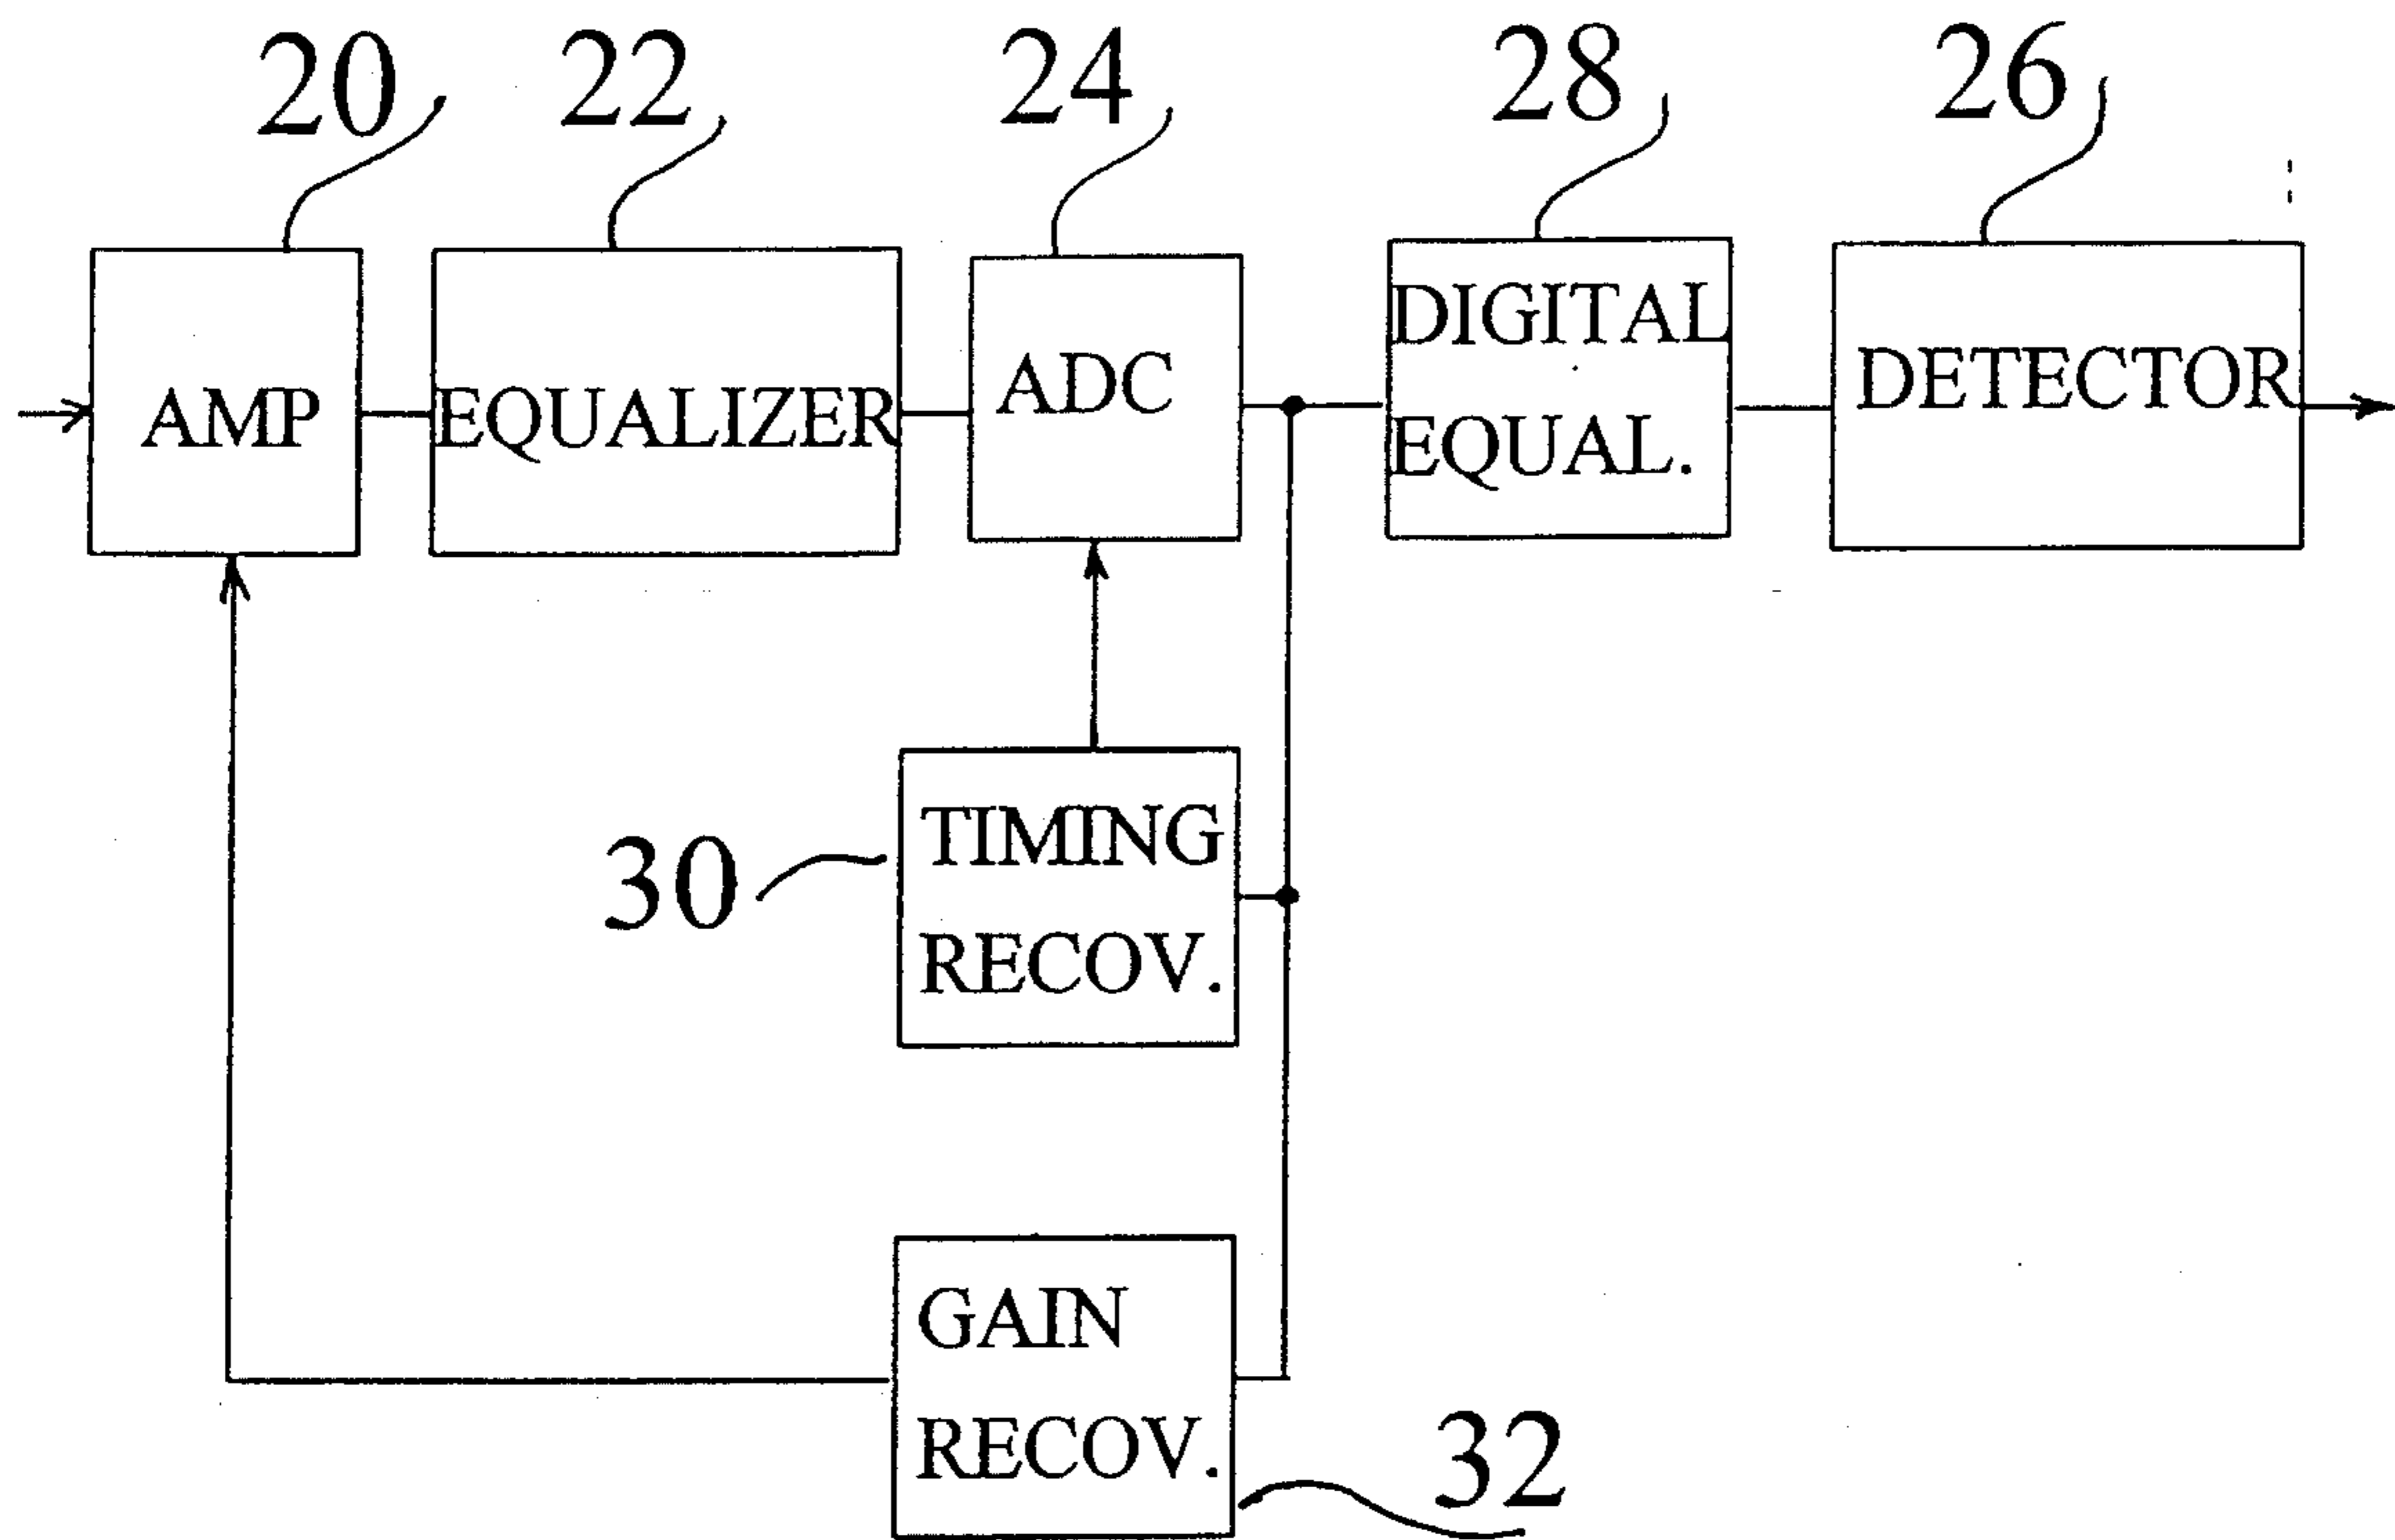 20 22 24 28 26
AMP
EQUALIZER
ADC
DIGITAL
EQUAL.
DETECTOR
30
TIMING
RECOV.
GAIN
RECOV.
32